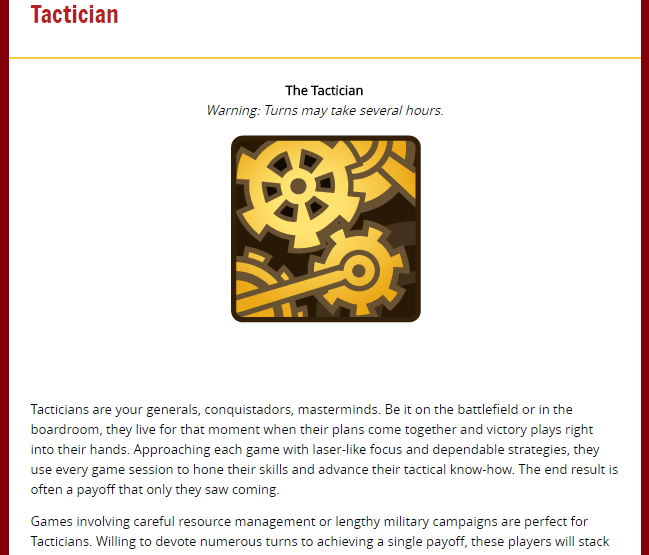 Tactician
The Tactician
Warning: Turns may take several hours.
Tacticians are your generals, conquistadors, masterminds. Be it on the battlefield or in the
boardroom, they live for that moment when their plans come together and victory plays right
into their hands. Approaching each game with laser-like focus and dependable strategies, they
use every game session to hone their skills and advance their tactical know-how. The end result is
often a payoff that only they saw coming.
Games involving careful resource management or lengthy military campaigns are perfect for
Tacticians. Willing to devote numerous turns to achieving a single payoff, these players will stack